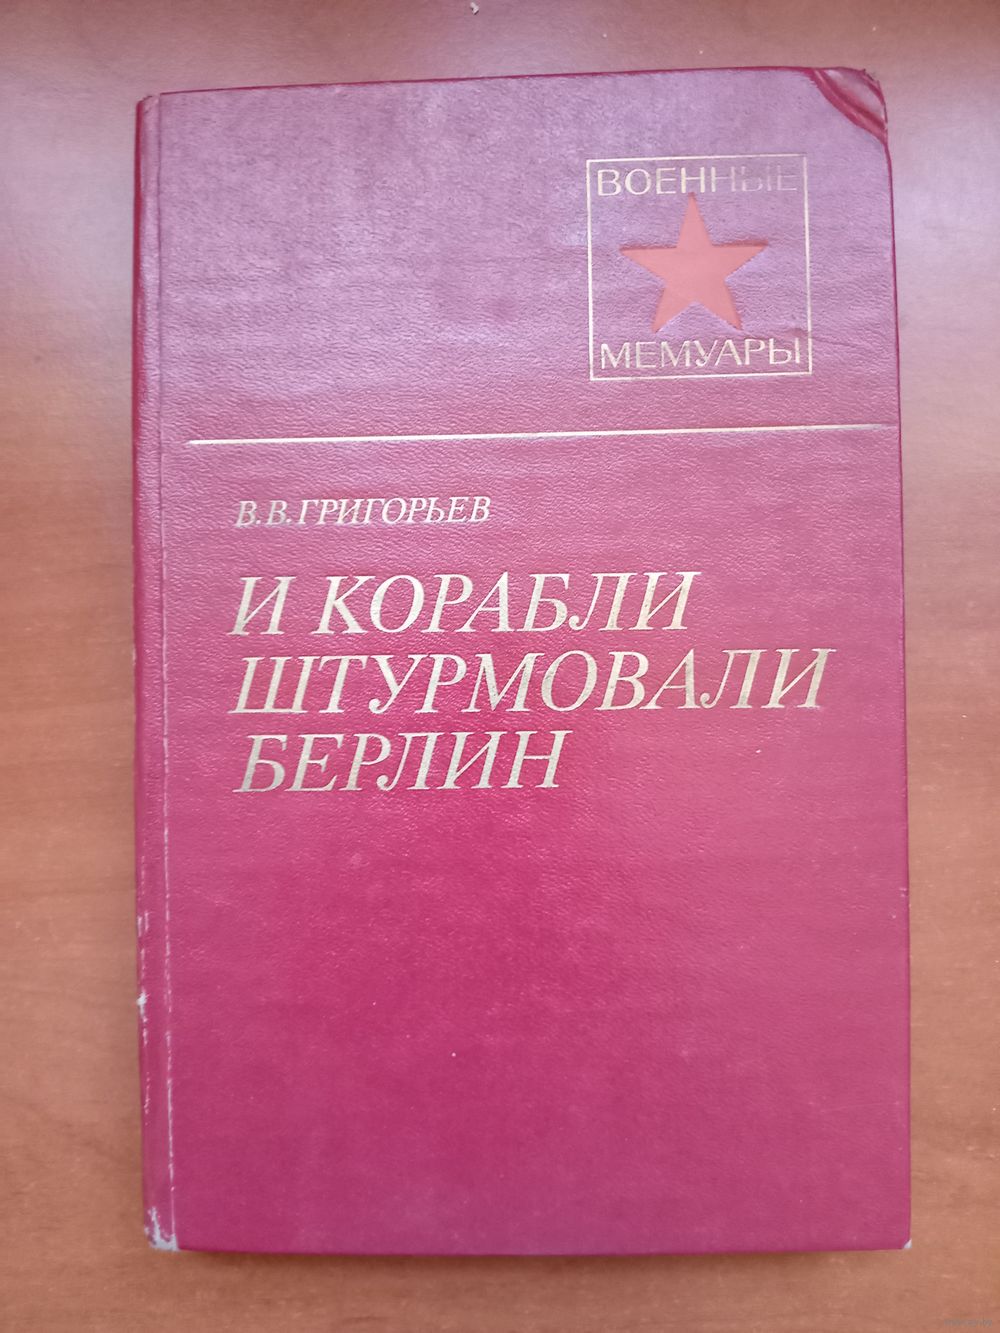 ВОЕННЫЕ
МЕМУАРЫ
В. В. ГРИГОРЬЕВ
И КОРАБЛИ
ШТУРМОВАЛИ
БЕРЛИН